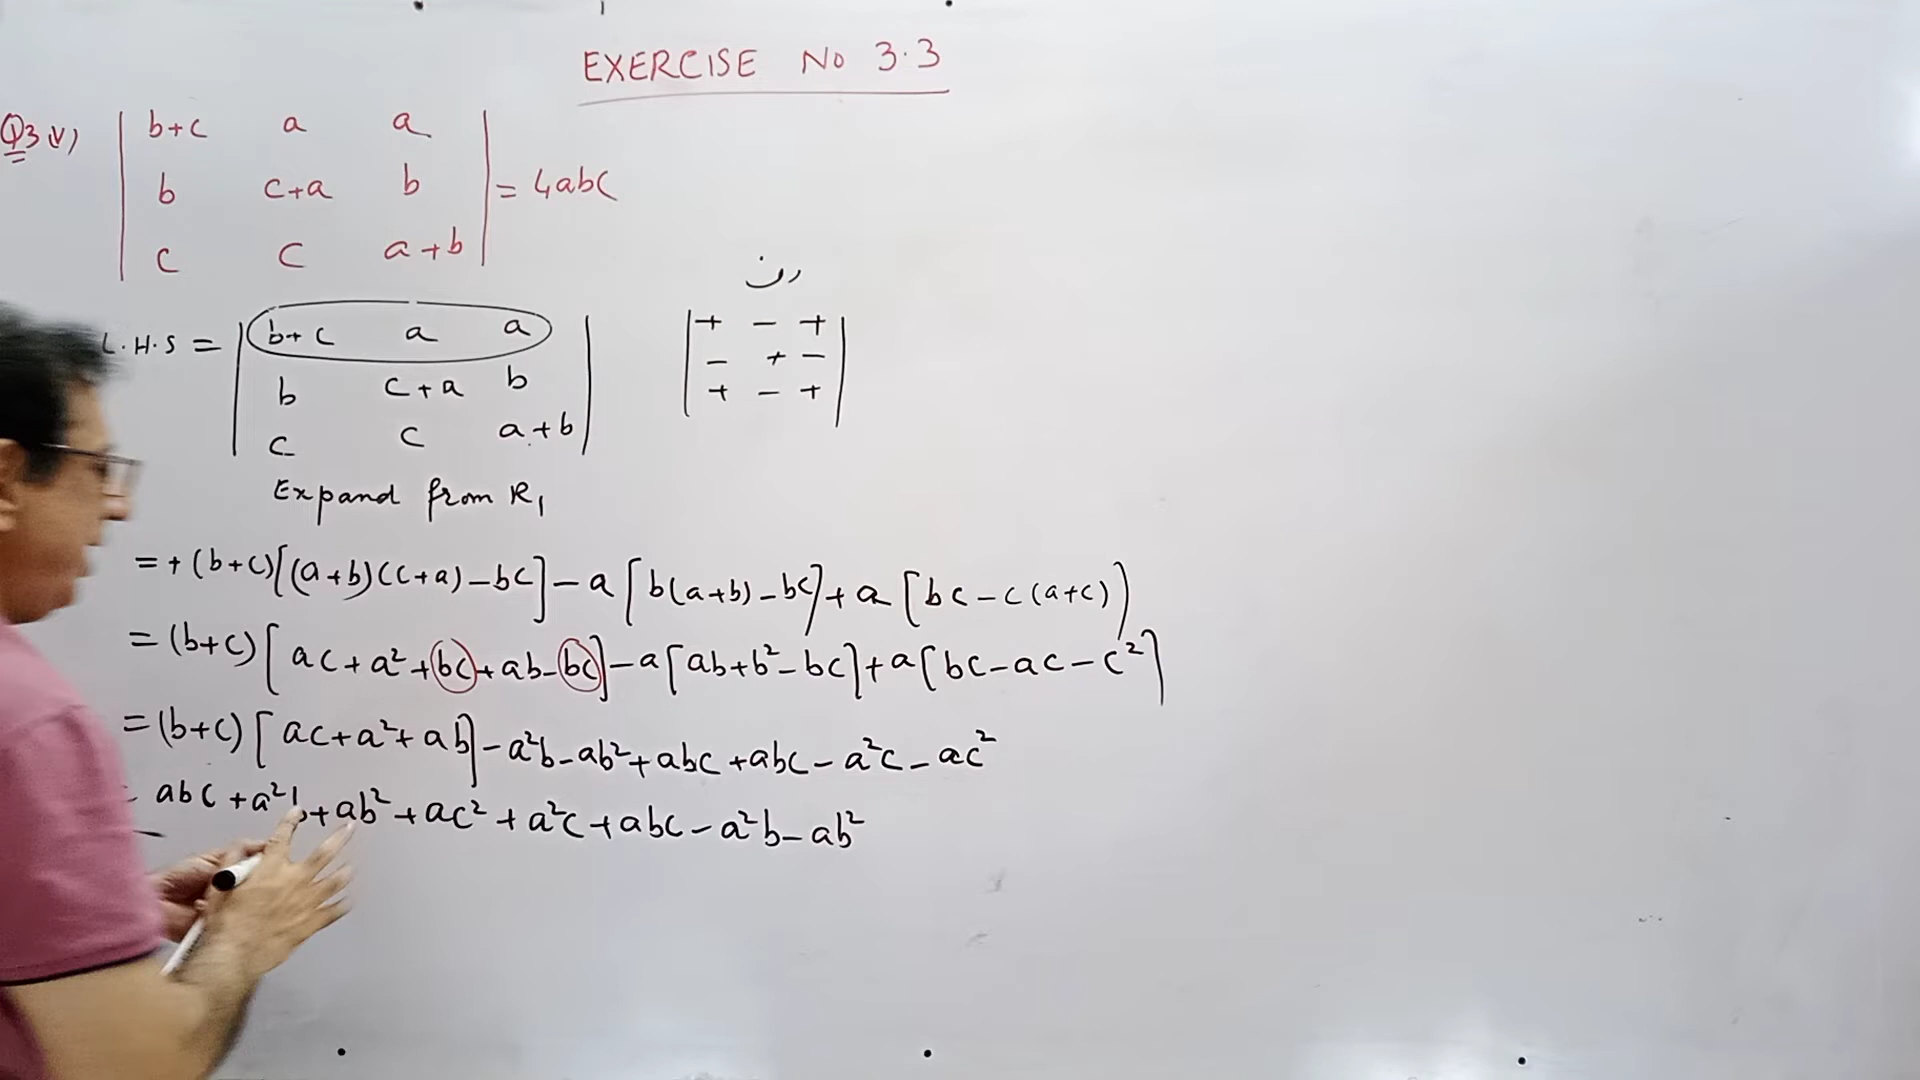 EXERCISE No 3.3
Q3 (V) | b+c a a |
| b c+a b | = 4abc
| c c a+b |
رف
L.H.S = | b+c a a |
| b c+a b |
| c c a+b |
| + - + |
| - + - |
| + - + |
Expand from R₁
= + (b+c)[(a+b)(c+a) - bc] - a [b(a+b) - bc] + a [bc - c(a+c)]
= (b+c) [ac + a² + bc + ab - bc] - a[ab + b² - bc] + a[bc - ac - c²]
= (b+c) [ac + a² + ab] - a²b - ab² + abc + abc - a²c - ac²
= abc + a²b + ab² + ac² + a²c + abc - a²b - ab²